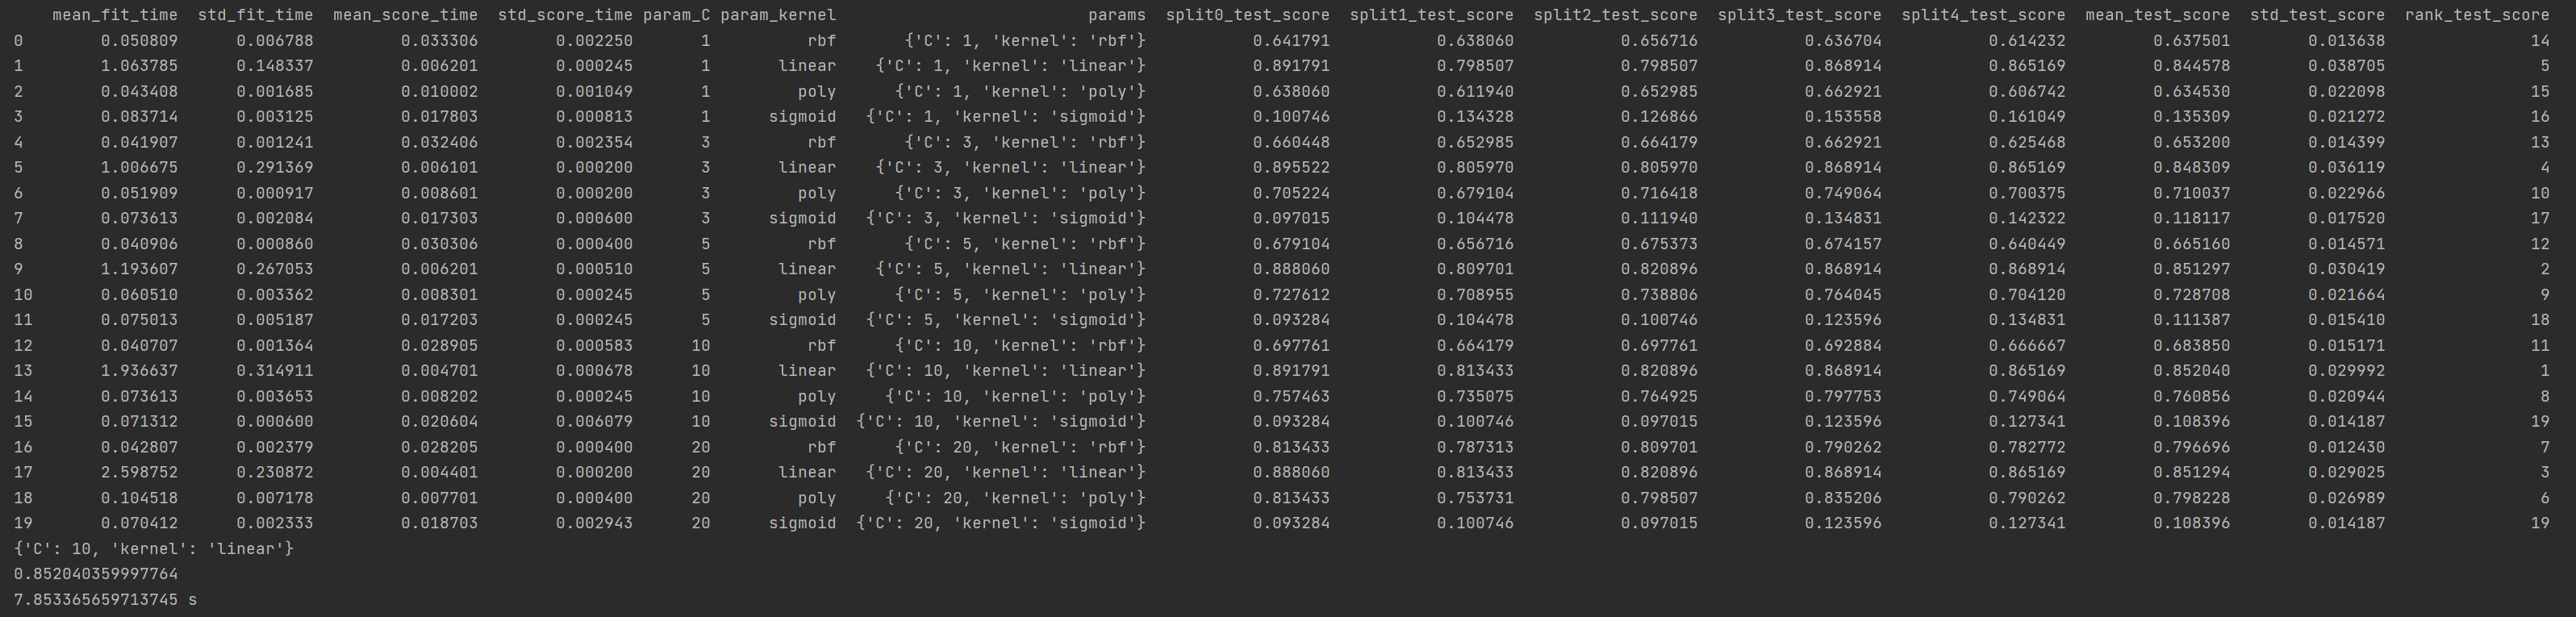 mean_fit_time std_fit_time mean_score_time std_score_time param_C param_kernel params split0_test_score split1_test_score split2_test_score split3_test_score split4_test_score mean_test_score std_test_score rank_test_score
0 0.050809 0.006788 0.033306 0.002250 1 rbf {'C': 1, 'kernel': 'rbf'} 0.641791 0.638060 0.656716 0.636704 0.614232 0.637501 0.013638 14
1 1.063785 0.148337 0.006201 0.000245 1 linear {'C': 1, 'kernel': 'linear'} 0.891791 0.798507 0.798507 0.868914 0.865169 0.844578 0.038705 5
2 0.043408 0.001685 0.010002 0.001049 1 poly {'C': 1, 'kernel': 'poly'} 0.638060 0.611940 0.652985 0.662921 0.606742 0.634530 0.022098 15
3 0.083714 0.003125 0.017803 0.000813 1 sigmoid {'C': 1, 'kernel': 'sigmoid'} 0.100746 0.134328 0.126866 0.153558 0.161049 0.135309 0.021272 16
4 0.041907 0.001241 0.032406 0.002354 3 rbf {'C': 3, 'kernel': 'rbf'} 0.660448 0.652985 0.664179 0.662921 0.625468 0.653200 0.014399 13
5 1.006675 0.291369 0.006101 0.000200 3 linear {'C': 3, 'kernel': 'linear'} 0.895522 0.805970 0.805970 0.868914 0.865169 0.848309 0.036119 4
6 0.051909 0.000917 0.008601 0.000200 3 poly {'C': 3, 'kernel': 'poly'} 0.705224 0.679104 0.716418 0.749064 0.700375 0.710037 0.022966 10
7 0.073613 0.002084 0.017303 0.000600 3 sigmoid {'C': 3, 'kernel': 'sigmoid'} 0.097015 0.104478 0.111940 0.134831 0.142322 0.118117 0.017520 17
8 0.040906 0.000860 0.030306 0.000400 5 rbf {'C': 5, 'kernel': 'rbf'} 0.679104 0.656716 0.675373 0.674157 0.640449 0.665160 0.014571 12
9 1.193607 0.267053 0.006201 0.000510 5 linear {'C': 5, 'kernel': 'linear'} 0.888060 0.809701 0.820896 0.868914 0.868914 0.851297 0.030419 2
10 0.060510 0.003362 0.008301 0.000245 5 poly {'C': 5, 'kernel': 'poly'} 0.727612 0.708955 0.738806 0.764045 0.704120 0.728708 0.021664 9
11 0.075013 0.005187 0.017203 0.000245 5 sigmoid {'C': 5, 'kernel': 'sigmoid'} 0.093284 0.104478 0.100746 0.123596 0.134831 0.111387 0.015410 18
12 0.040707 0.001364 0.028905 0.000583 10 rbf {'C': 10, 'kernel': 'rbf'} 0.697761 0.664179 0.697761 0.692884 0.666667 0.683850 0.015171 11
13 1.936637 0.314911 0.004701 0.000678 10 linear {'C': 10, 'kernel': 'linear'} 0.891791 0.813433 0.820896 0.868914 0.865169 0.852040 0.029992 1
14 0.073613 0.003653 0.008202 0.000245 10 poly {'C': 10, 'kernel': 'poly'} 0.757463 0.735075 0.764925 0.797753 0.749064 0.760856 0.020944 8
15 0.071312 0.000600 0.020604 0.006079 10 sigmoid {'C': 10, 'kernel': 'sigmoid'} 0.093284 0.100746 0.097015 0.123596 0.127341 0.108396 0.014187 19
16 0.042807 0.002379 0.028205 0.000400 20 rbf {'C': 20, 'kernel': 'rbf'} 0.813433 0.787313 0.809701 0.790262 0.782772 0.796696 0.012430 7
17 2.598752 0.230872 0.004401 0.000200 20 linear {'C': 20, 'kernel': 'linear'} 0.888060 0.813433 0.820896 0.868914 0.865169 0.851294 0.029025 3
18 0.104518 0.007178 0.007701 0.000400 20 poly {'C': 20, 'kernel': 'poly'} 0.813433 0.753731 0.798507 0.835206 0.790262 0.798228 0.026989 6
19 0.070412 0.002333 0.018703 0.002943 20 sigmoid {'C': 20, 'kernel': 'sigmoid'} 0.093284 0.100746 0.097015 0.123596 0.127341 0.108396 0.014187 19
{'C': 10, 'kernel': 'linear'}
0.852040359997764
7.853365659713745 s